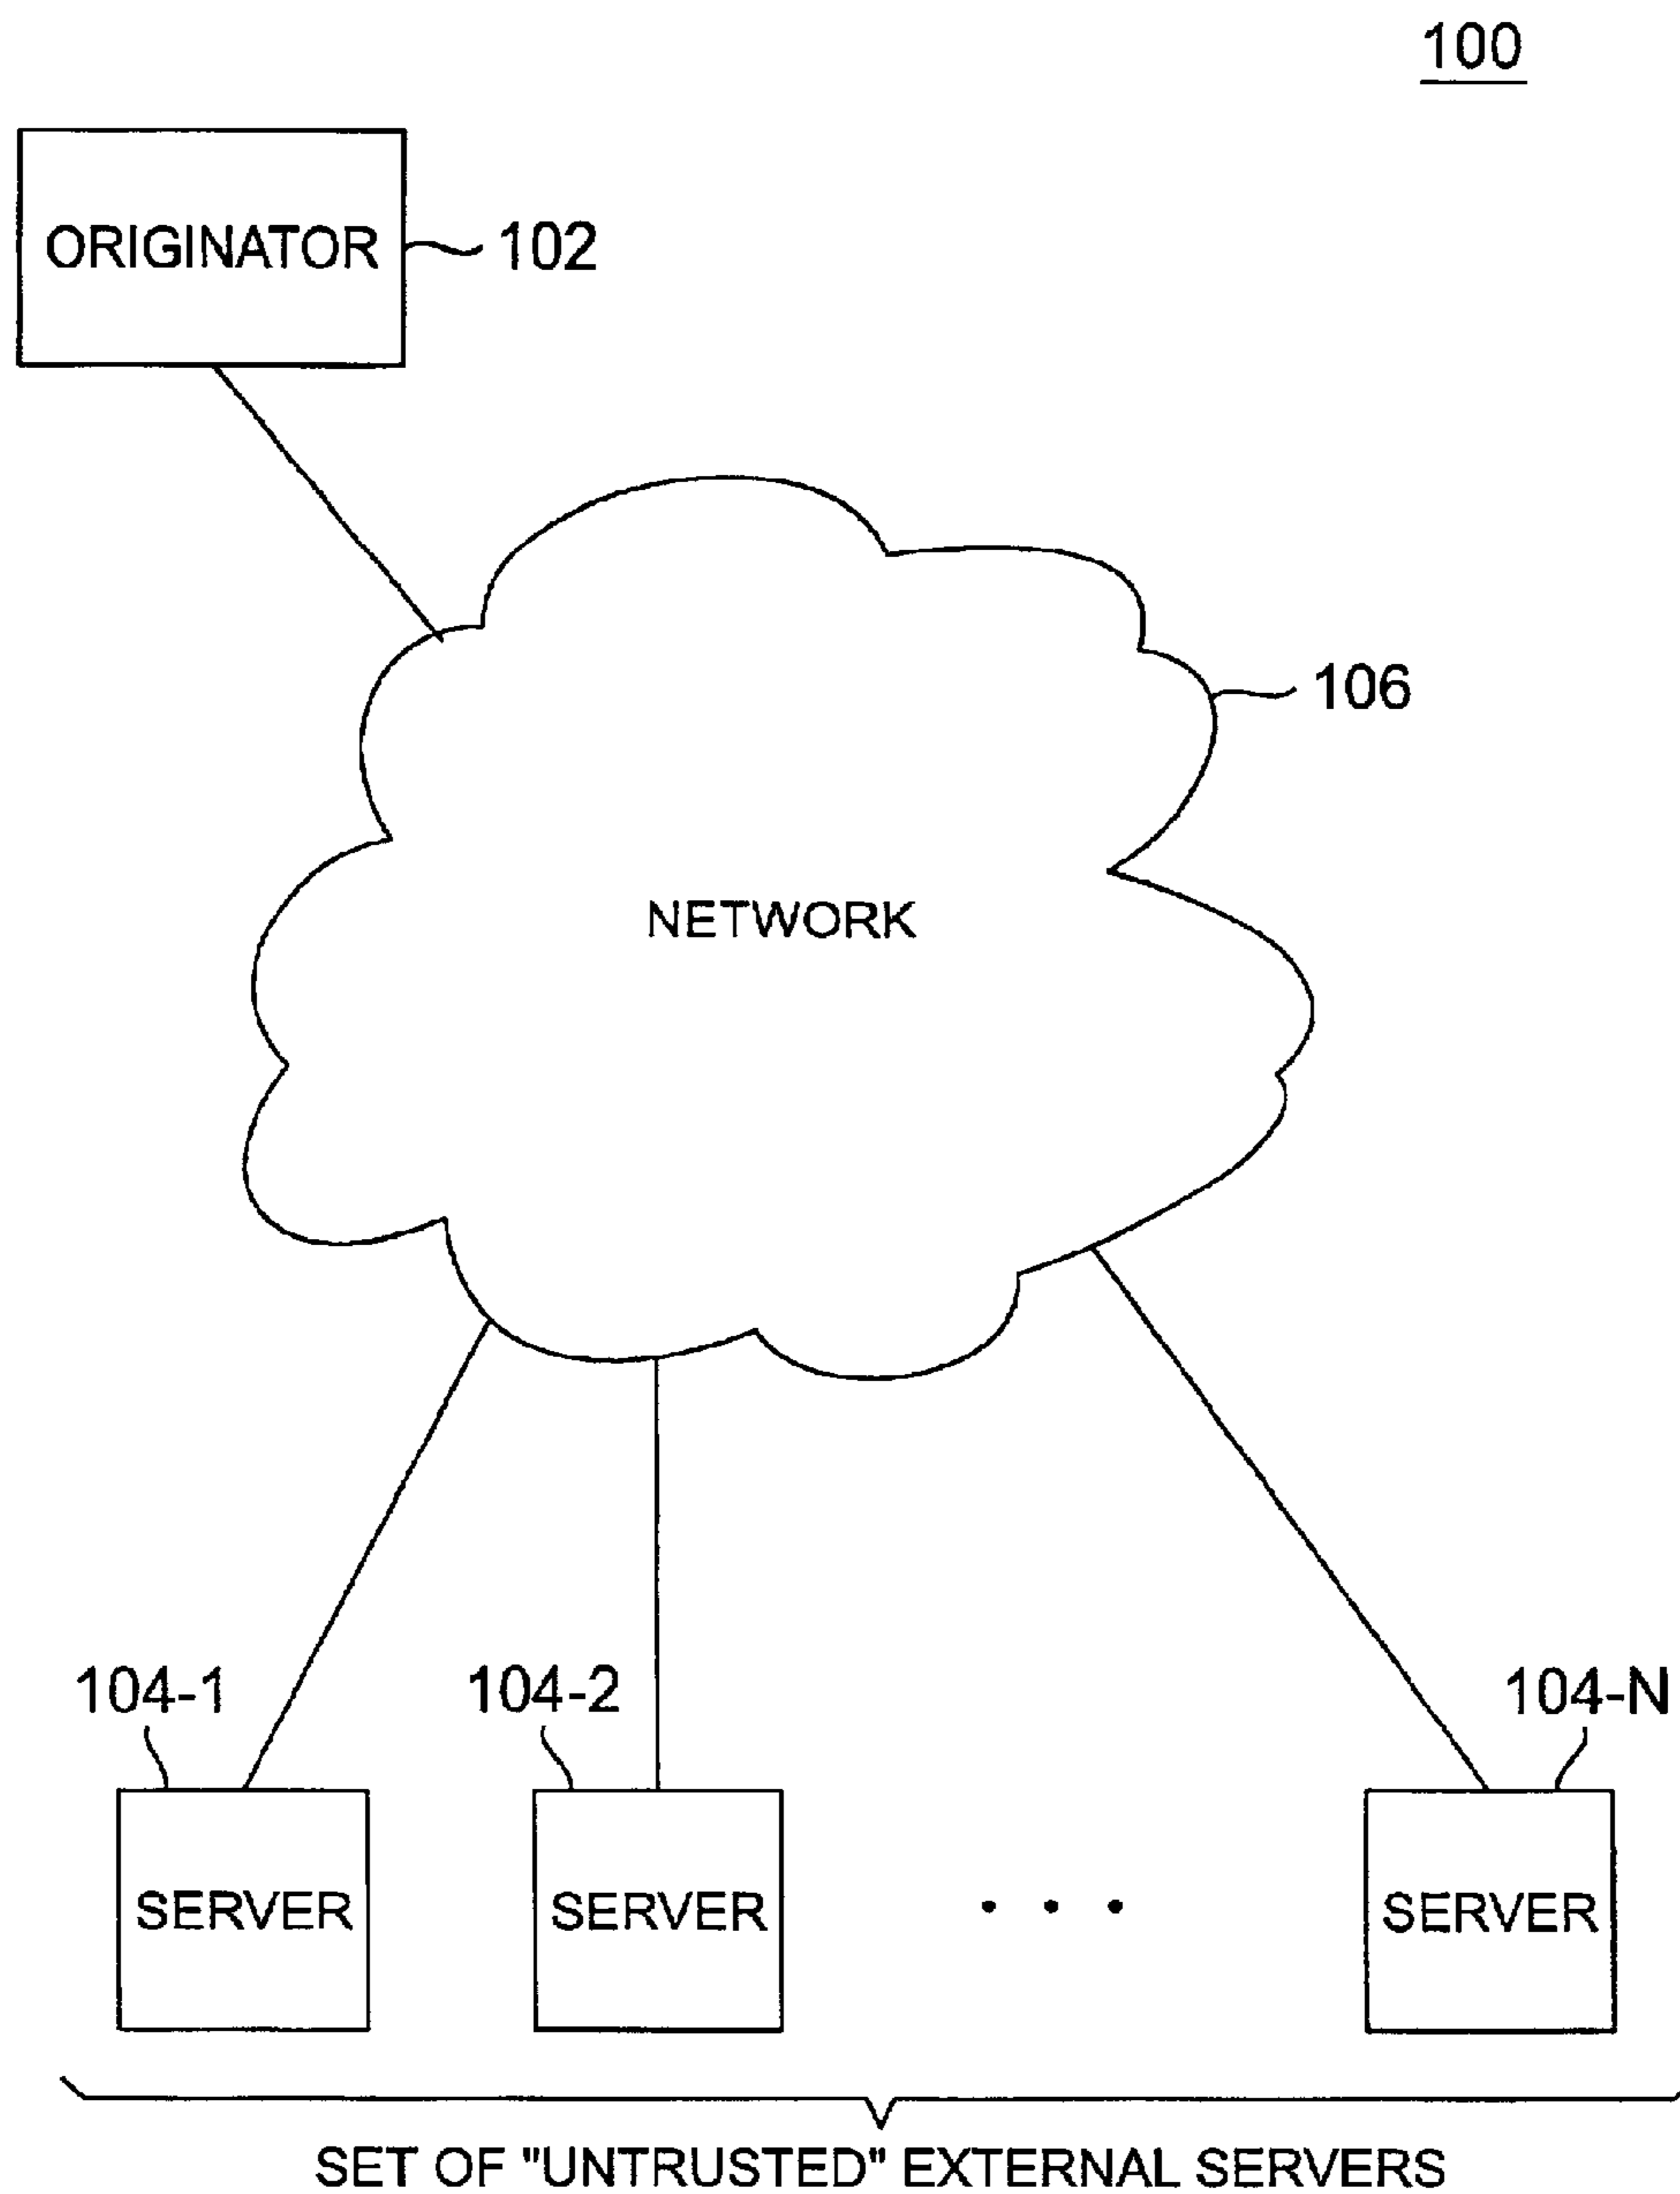 100
ORIGINATOR
102
106
NETWORK
104-1
104-2
104-N
SERVER
SERVER
. . .
SERVER
SET OF "UNTRUSTED" EXTERNAL SERVERS